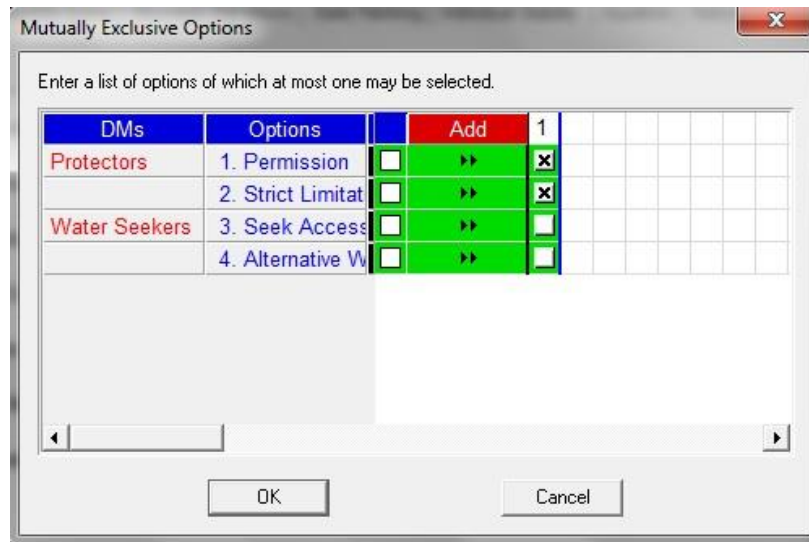 Mutually Exclusive Options
Enter a list of options of which at most one may be selected.
DMs Options Add 1
Protectors 1. Permission
2. Strict Limitat
Water Seekers 3. Seek Access
4. Alternative W
OK Cancel